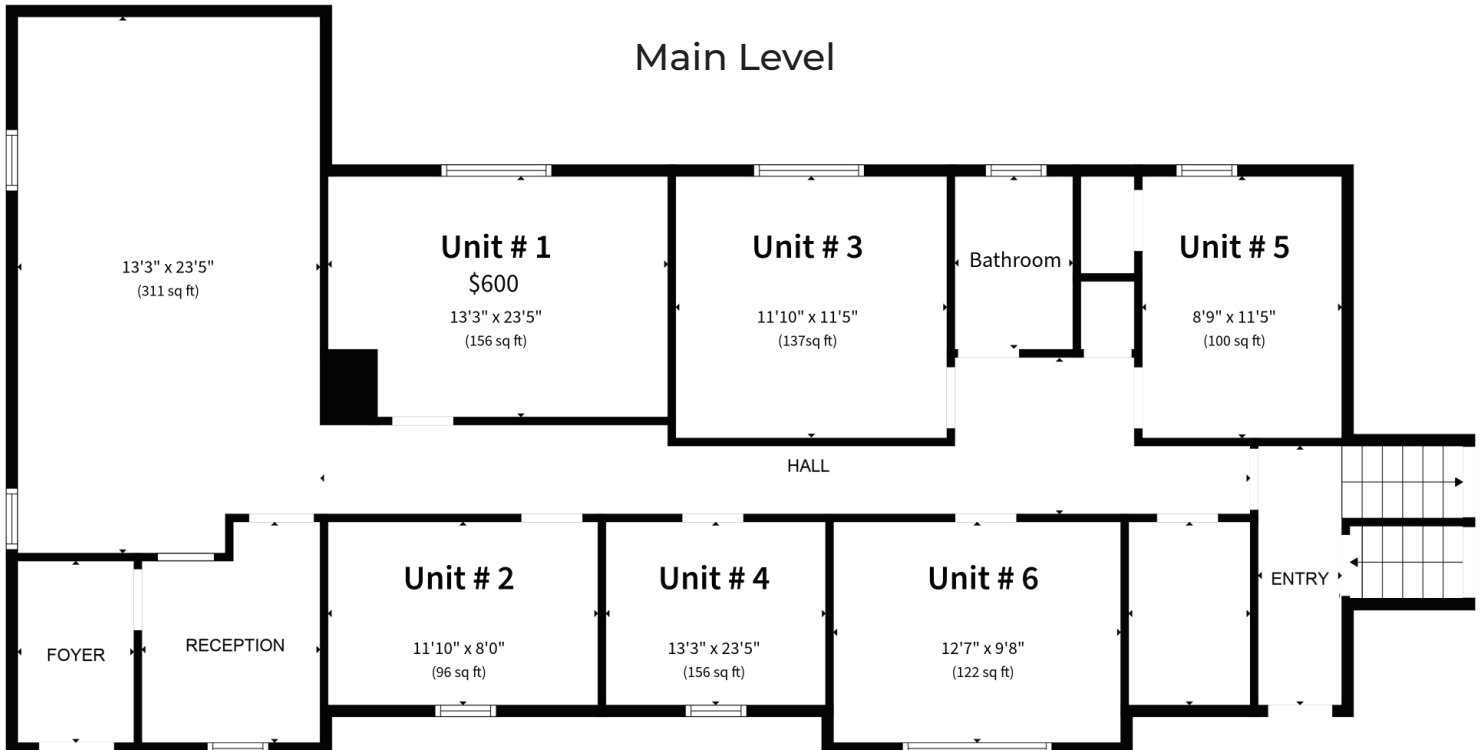 Main Level
13'3" x 23'5"
(311 sq ft)
Unit # 1
$600
13'3" x 23'5"
(156 sq ft)
Unit # 3
11'10" x 11'5"
(137sq ft)
Bathroom
Unit # 5
8'9" x 11'5"
(100 sq ft)
HALL
FOYER
RECEPTION
Unit # 2
11'10" x 8'0"
(96 sq ft)
Unit # 4
13'3" x 23'5"
(156 sq ft)
Unit # 6
12'7" x 9'8"
(122 sq ft)
ENTRY